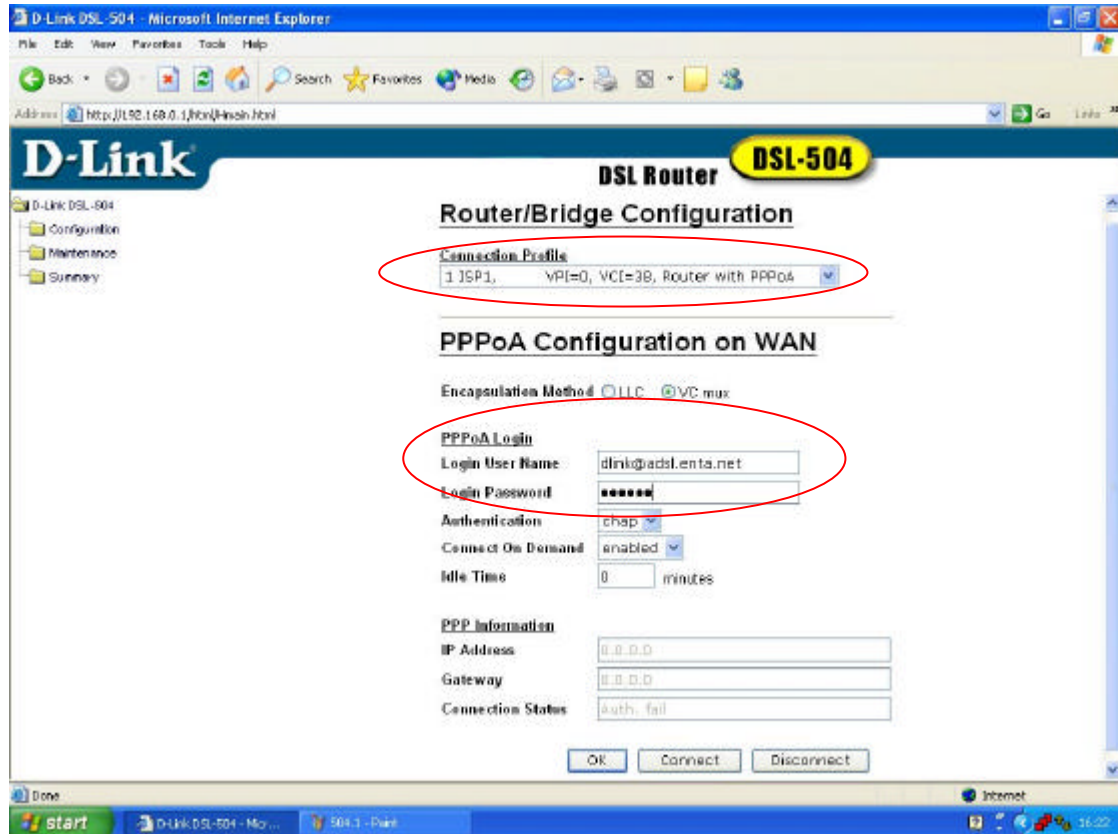 D-Link DSL-504 - Microsoft Internet Explorer
File Edit View Favorites Tools Help
Back Search Favorites Media
Address http://192.168.0.1/html/Hmain.html Go Links »
D-Link
DSL Router DSL-504
D-Link DSL-504
Configuration
Maintenance
Summary
Router/Bridge Configuration
Connection Profile
1 ISP1, VPI=0, VCI=38, Router with PPPoA
PPPoA Configuration on WAN
Encapsulation Method LLC VC mux
PPPoA Login
Login User Name dlink@adsl.enta.net
Login Password ••••••
Authentication chap
Connect On Demand enabled
Idle Time 0 minutes
PPP Information
IP Address 0.0.0.0
Gateway 0.0.0.0
Connection Status Auth. fail
OK Connect Disconnect
Done Internet
start D-Link DSL-504 - Micr... 504.1 - Paint 16:22